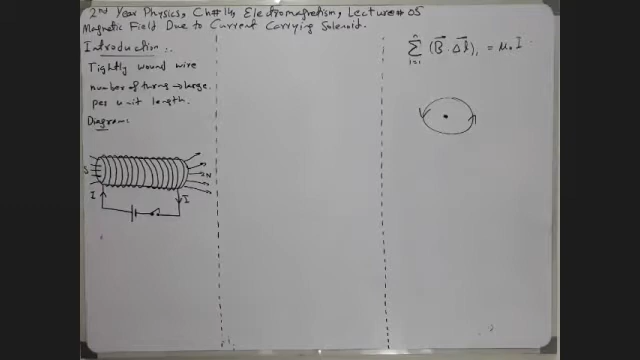 2nd Year Physics, Ch#14, Electromagnetism, Lecture#05
Magnetic Field Due to Current Carrying Solenoid.
Introduction:.
Tightly wound wire
number of turns → large.
per unit length.
Diagram:
S
N
I
I
n
∑ (B⃗ . Δl⃗)i = μ₀ I
i=1